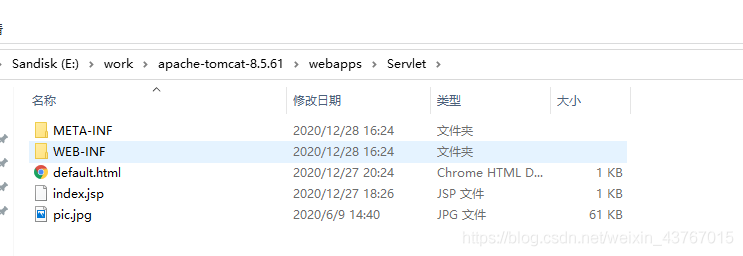 Sandisk (E:) › work › apache-tomcat-8.5.61 › webapps › Servlet ›
名称 修改日期 类型 大小
META-INF 2020/12/28 16:24 文件夹
WEB-INF 2020/12/28 16:24 文件夹
default.html 2020/12/27 20:24 Chrome HTML D... 1 KB
index.jsp 2020/12/27 18:26 JSP 文件 1 KB
pic.jpg 2020/6/9 14:40 JPG 文件 61 KB
https://blog.csdn.net/weixin_43767015